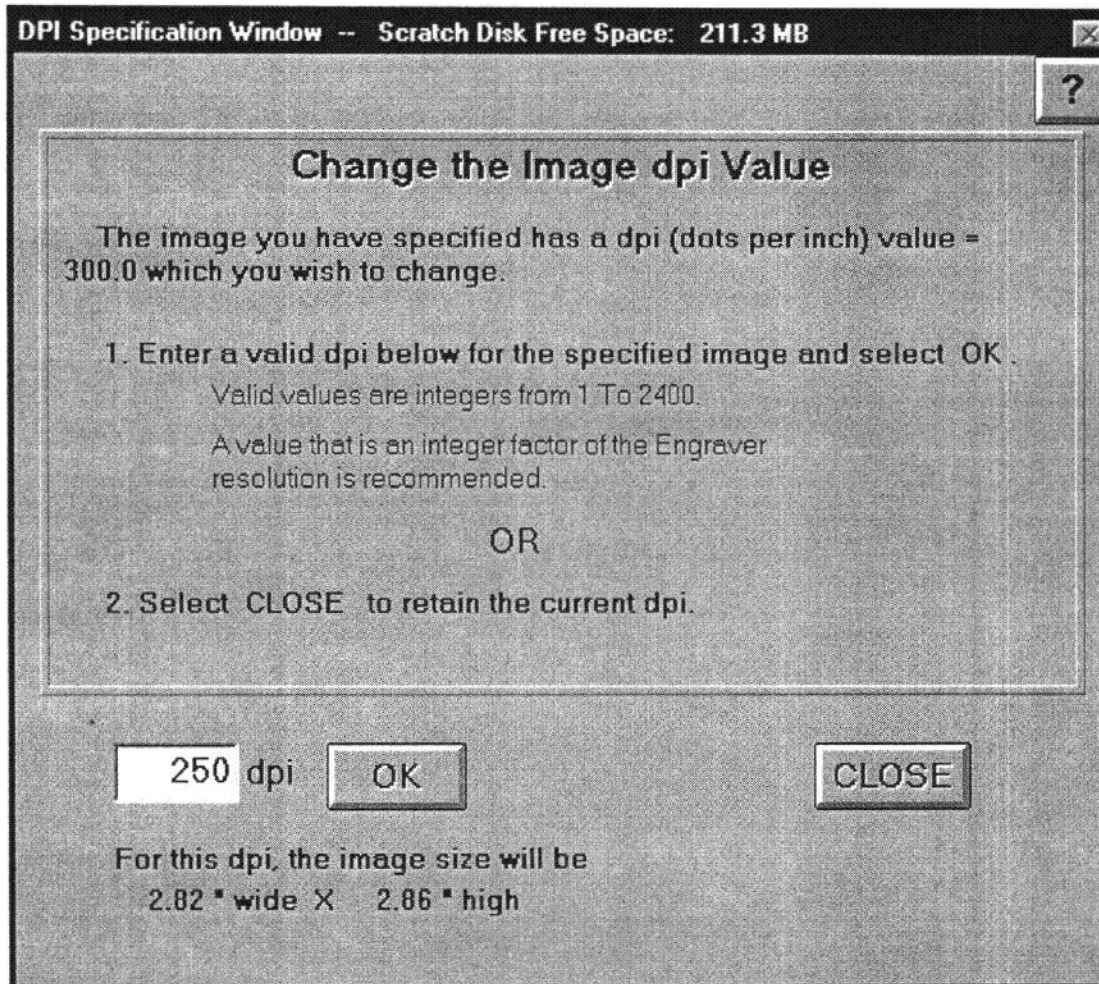 DPI Specification Window -- Scratch Disk Free Space: 211.3 MB
?
Change the Image dpi Value
The image you have specified has a dpi (dots per inch) value =
300.0 which you wish to change.
1. Enter a valid dpi below for the specified image and select OK .
Valid values are integers from 1 To 2400.
A value that is an integer factor of the Engraver
resolution is recommended.
OR
2. Select CLOSE to retain the current dpi.
250 dpi OK CLOSE
For this dpi, the image size will be
2.82 " wide X 2.86 " high